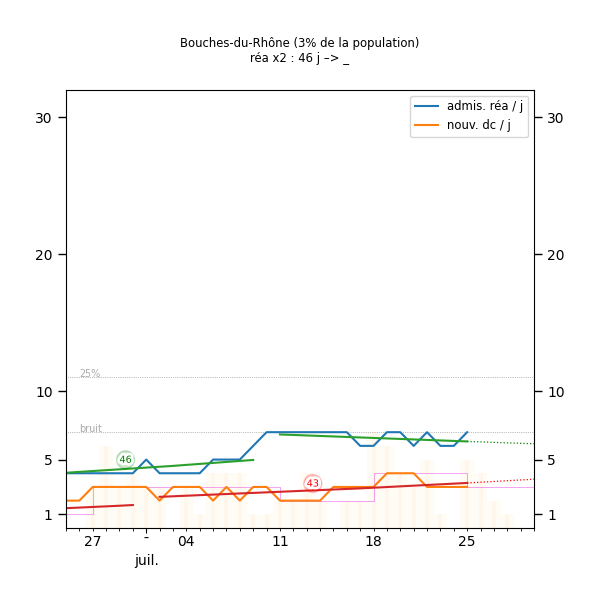 Bouches-du-Rhône (3% de la population)
réa x2 : 46 j –> _
admis. réa / j
nouv. dc / j
30 30
20 20
25%
10 10
bruit
46
5 5
43
1 1
27 - 04 11 18 25
juil.